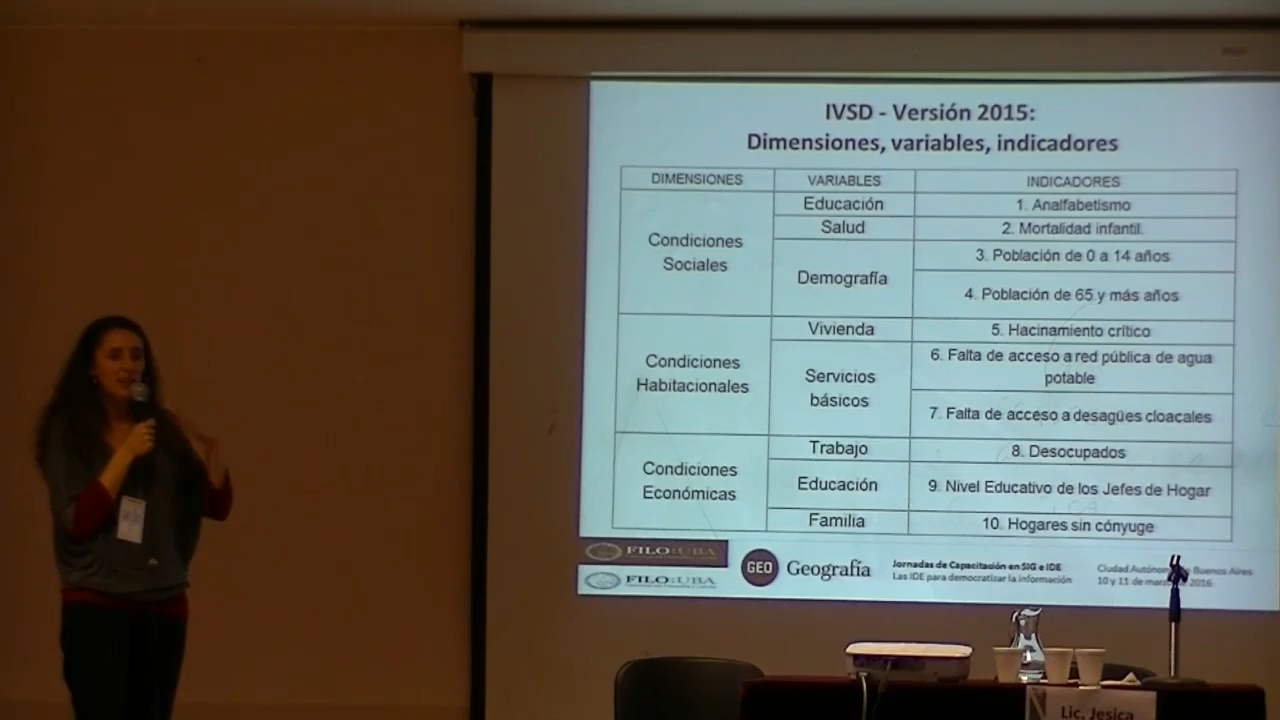 IVSD - Versión 2015:
Dimensiones, variables, indicadores
DIMENSIONES VARIABLES INDICADORES
Condiciones Sociales
Educación
1. Analfabetismo
Salud
2. Mortalidad infantil.
Demografía
3. Población de 0 a 14 años
4. Población de 65 y más años
Condiciones Habitacionales
Vivienda
5. Hacinamiento crítico
Servicios básicos
6. Falta de acceso a red pública de agua
potable
7. Falta de acceso a desagües cloacales
Condiciones Económicas
Trabajo
8. Desocupados
Educación
9. Nivel Educativo de los Jefes de Hogar
Familia
10. Hogares sin cónyuge
FILO:UBA
FILO:UBA
GEO Geografía
Jornadas de Capacitación en SIG e IDE
Las IDE para democratizar la información
Ciudad Buenos Aires
10 y 11 de 2016
Lic. Jesica